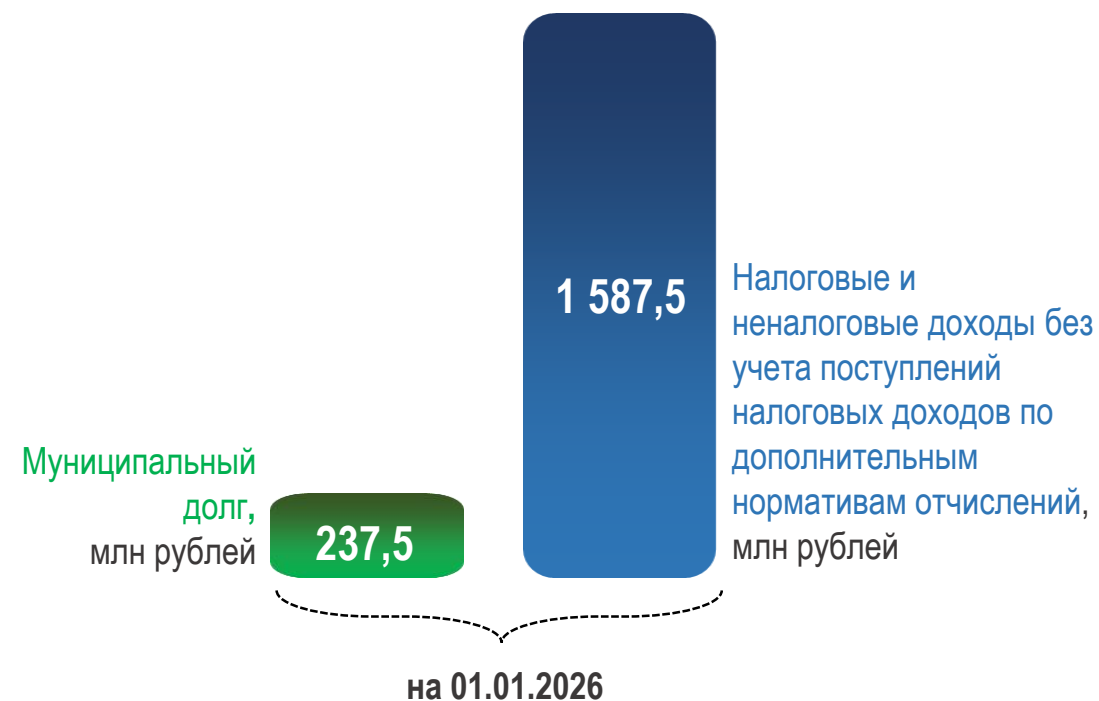 Муниципальный
долг,
млн рублей
237,5
1 587,5
Налоговые и
неналоговые доходы без
учета поступлений
налоговых доходов по
дополнительным
нормативам отчислений,
млн рублей
на 01.01.2026